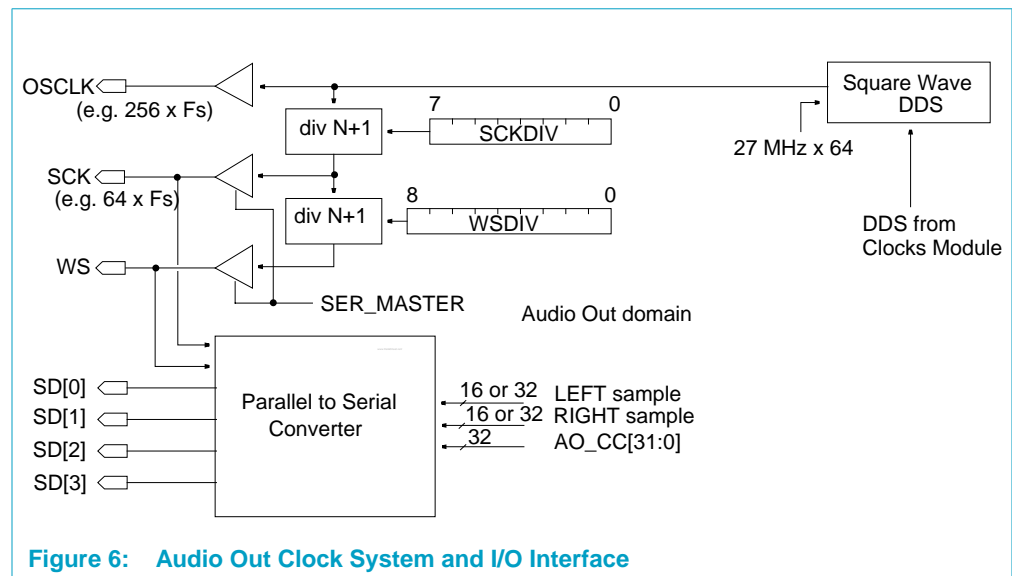 OSCLK
(e.g. 256 x Fs)
Square Wave
DDS
7 0
div N+1
SCKDIV
27 MHz x 64
SCK
(e.g. 64 x Fs)
8 0
div N+1
WSDIV
DDS from
Clocks Module
WS
SER_MASTER
Audio Out domain
SD[0]
SD[1]
SD[2]
SD[3]
Parallel to Serial
Converter
16 or 32 LEFT sample
16 or 32 RIGHT sample
32 AO_CC[31:0]
Figure 6: Audio Out Clock System and I/O Interface